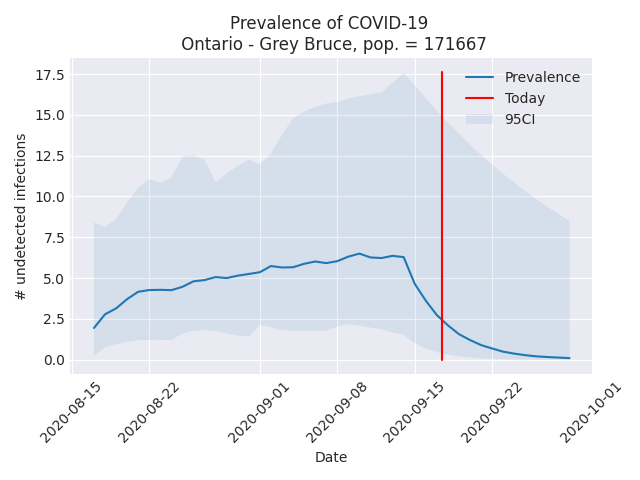 Prevalence of COVID-19
Ontario - Grey Bruce, pop. = 171667
17.5
15.0
12.5
10.0
7.5
5.0
2.5
0.0
# undetected infections
Prevalence
Today
95CI
2020-08-15
2020-08-22
2020-09-01
2020-09-08
2020-09-15
2020-09-22
2020-10-01
Date